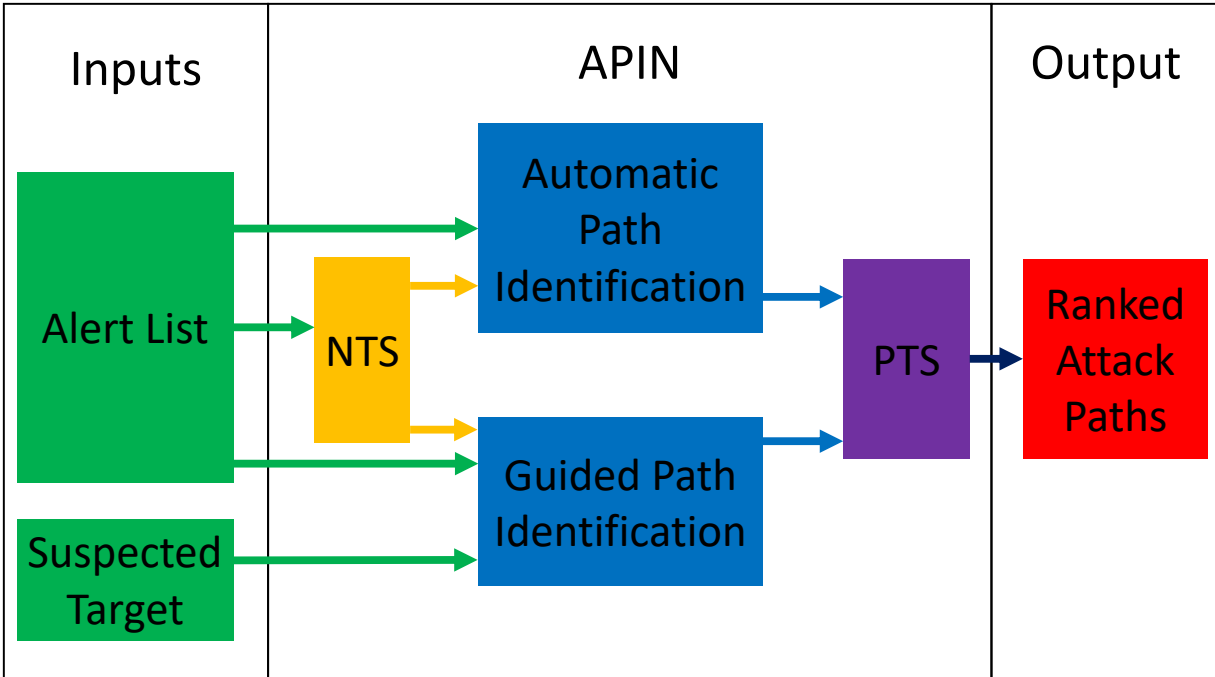 Inputs
APIN
Output
Alert List
Suspected
Target
NTS
Automatic
Path
Identification
Guided Path
Identification
PTS
Ranked
Attack
Paths